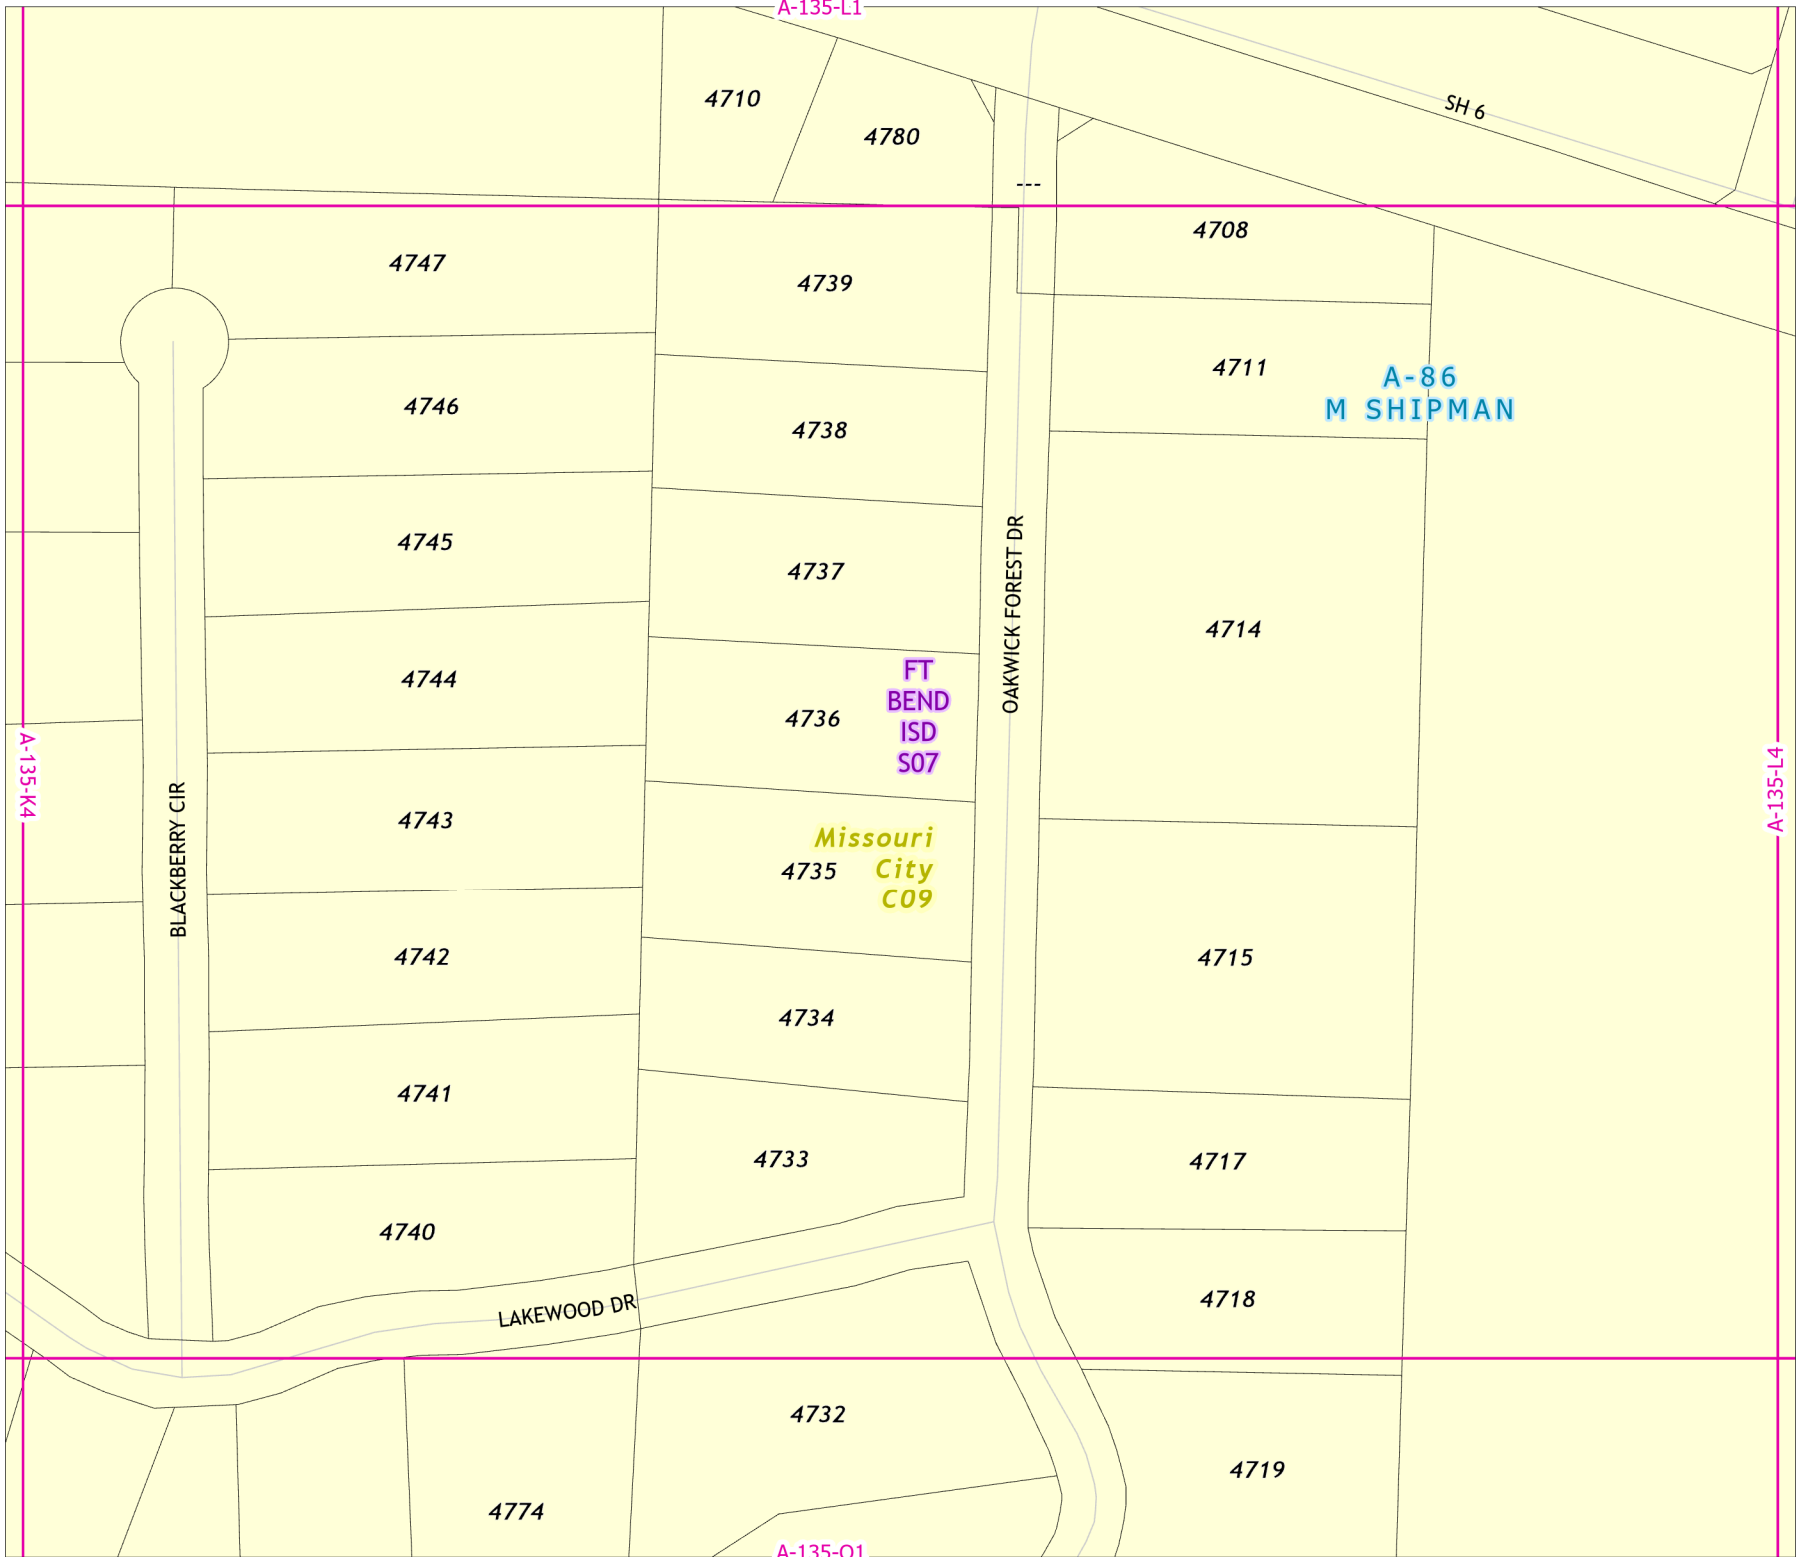 A-135-L1
4710
SH 6
4780
---
4708
4747
4739
4711
A-86
M SHIPMAN
4746
4738
4745
4737
OAKWICK FOREST DR
4714
4744
FT
BEND
ISD
S07
4736
A-135-K4
A-135-L4
4743
BLACKBERRY CIR
Missouri
City
C09
4735
4742
4715
4734
4741
4733
4717
4740
LAKEWOOD DR
4718
4732
4719
4774
A-135-O1